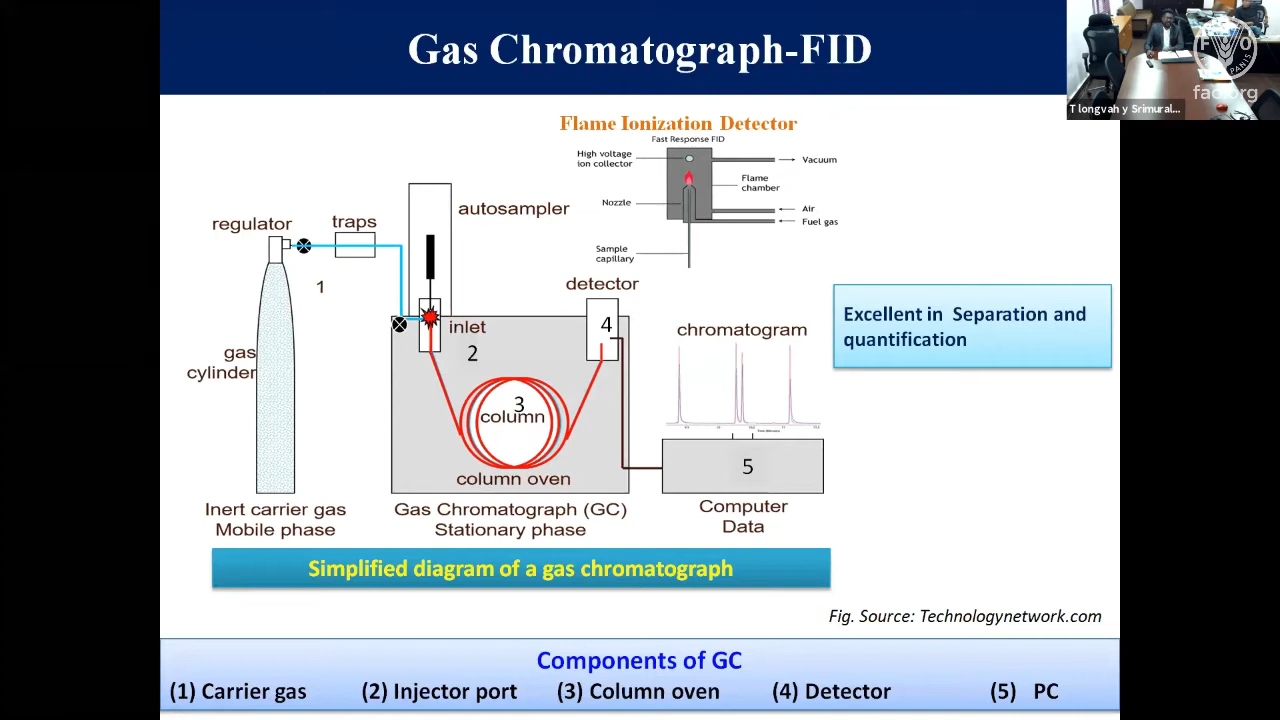 Gas Chromatograph-FID
FAO
PANIS
fao.org
T longvah y Srimural...
Flame Ionization Detector
Fast Response FID
High voltage
ion collector
Vacuum
Flame
chamber
Nozzle
Air
Fuel gas
Sample
capillary
autosampler
regulator
traps
1
detector
4
inlet
2
gas
cylinder
3
column
column oven
chromatogram
5
Excellent in Separation and
quantification
Inert carrier gas
Mobile phase
Gas Chromatograph (GC)
Stationary phase
Computer
Data
Simplified diagram of a gas chromatograph
Fig. Source: Technologynetwork.com
Components of GC
(1) Carrier gas (2) Injector port (3) Column oven (4) Detector (5) PC